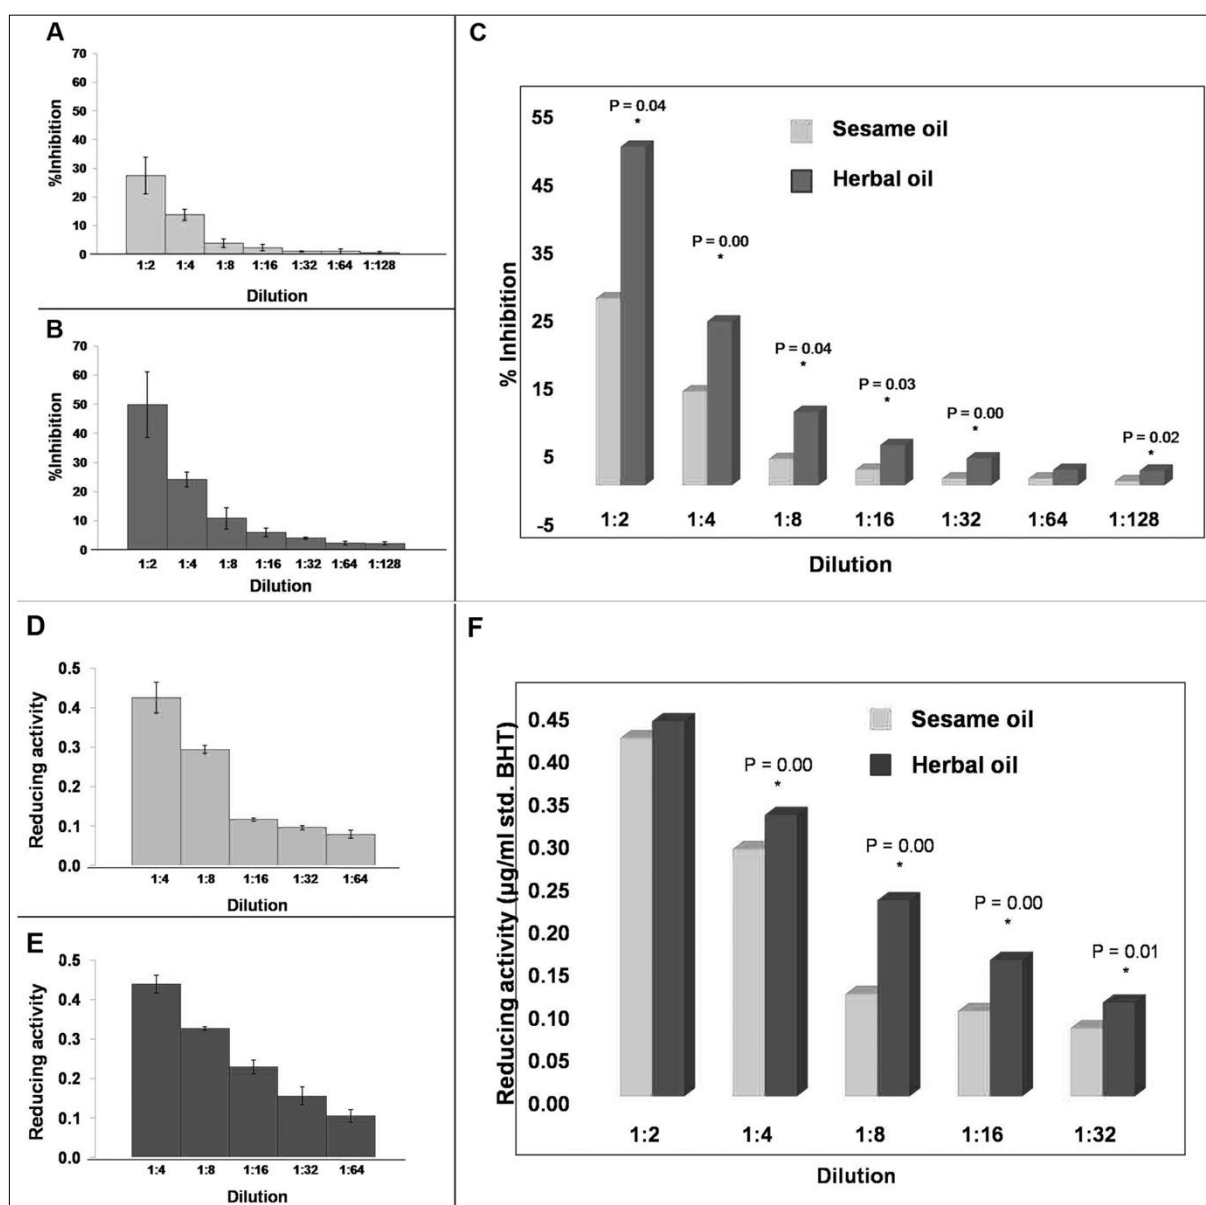 A
70
60
50
40
30
20
10
0
%Inhibition
1:2 1:4 1:8 1:16 1:32 1:64 1:128
Dilution
B
70
60
50
40
30
20
10
0
%Inhibition
1:2 1:4 1:8 1:16 1:32 1:64 1:128
Dilution
C
55
45
35
25
15
5
-5
% Inhibition
Sesame oil
Herbal oil
P = 0.04
*
P = 0.00
*
P = 0.04
*
P = 0.03
*
P = 0.00
*
P = 0.02
*
1:2 1:4 1:8 1:16 1:32 1:64 1:128
Dilution
D
0.5
0.4
0.3
0.2
0.1
0.0
Reducing activity
1:4 1:8 1:16 1:32 1:64
Dilution
E
0.5
0.4
0.3
0.2
0.1
0.0
Reducing activity
1:4 1:8 1:16 1:32 1:64
Dilution
F
0.45
0.40
0.35
0.30
0.25
0.20
0.15
0.10
0.05
0.00
Reducing activity (µg/ml std. BHT)
Sesame oil
Herbal oil
P = 0.00
*
P = 0.00
*
P = 0.00
*
P = 0.01
*
1:2 1:4 1:8 1:16 1:32
Dilution